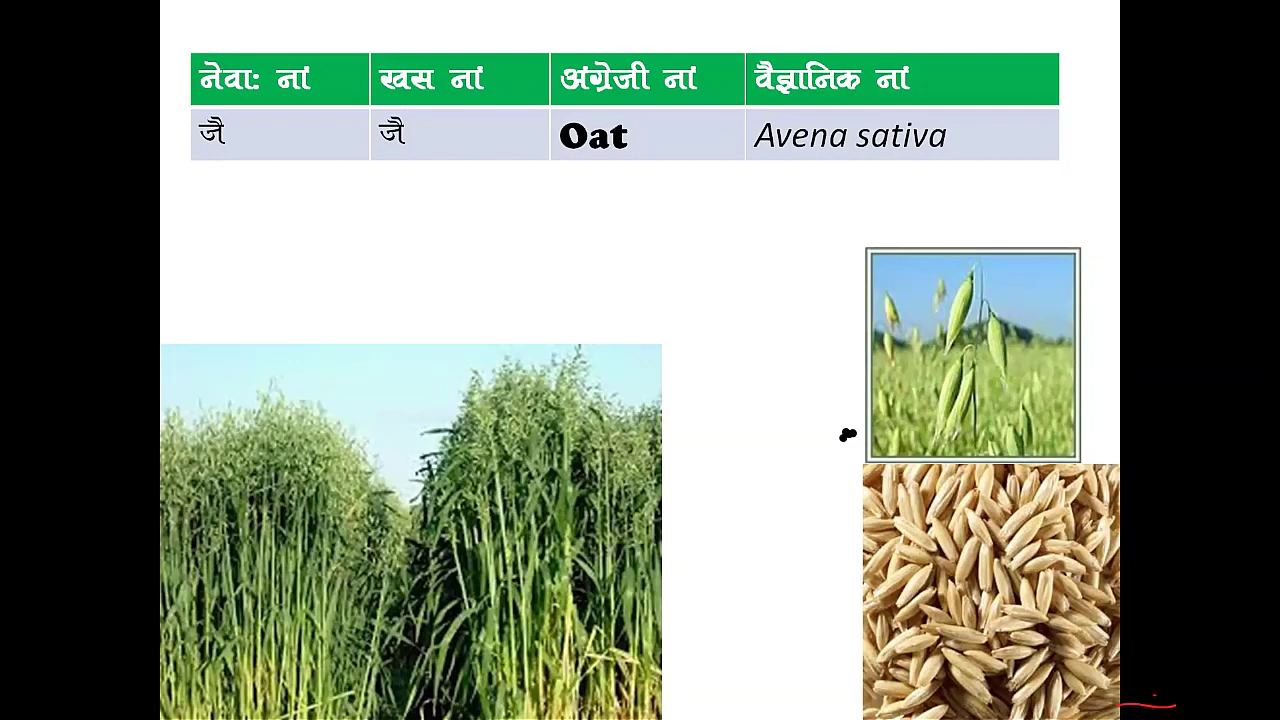 नेवाः नां खस नां अंग्रेजी नां वैज्ञानिक नां
जै जै Oat Avena sativa